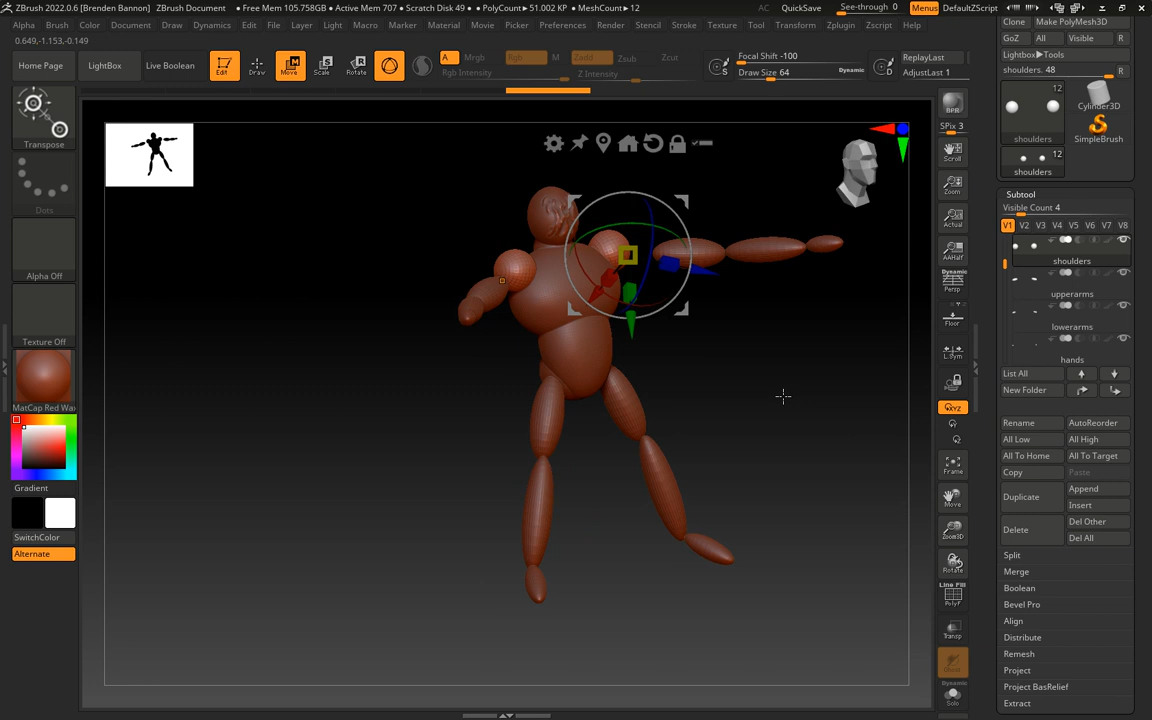 ZBrush 2022.0.6 [Brenden Bannon] ZBrush Document • Free Mem 105.758GB • Active Mem 707 • Scratch Disk 49 • PolyCount▸51.002 KP • MeshCount▸12 AC QuickSave See-through 0 Menus DefaultZScript
Alpha Brush Color Document Draw Dynamics Edit File Layer Light Macro Marker Material Movie Picker Preferences Render Stencil Stroke Texture Tool Transform Zplugin Zscript Help
0.649,-1.153,-0.149
Home Page LightBox Live Boolean Edit Draw Move Scale Rotate
A Mrgb Rgb M Zadd Zsub Zcut
Rgb Intensity Z Intensity
Focal Shift -100
Draw Size 64 Dynamic
S D
ReplayLast
AdjustLast 1
Transpose
Dots
Alpha Off
Texture Off
MatCap Red Wax
Gradient
SwitchColor
Alternate
BPR
SPix 3
Scroll
Zoom
Actual
AAHalf
Dynamic
Persp
Floor
L.Sym
XYZ
Frame
Move
Zoom3D
Rotate
Line Fill
PolyF
Transp
Ghost
Dynamic
Solo
Clone Make PolyMesh3D
GoZ All Visible R
Lightbox▸Tools
shoulders. 48 R
12
shoulders
Cylinder3D
SimpleBrush
12
shoulders
Subtool
Visible Count 4
V1 V2 V3 V4 V5 V6 V7 V8
shoulders
upperarms
lowerarms
hands
List All
New Folder
Rename AutoReorder
All Low All High
All To Home All To Target
Copy Paste
Duplicate Append
Insert
Delete Del Other
Del All
Split
Merge
Boolean
Bevel Pro
Align
Distribute
Remesh
Project
Project BasRelief
Extract